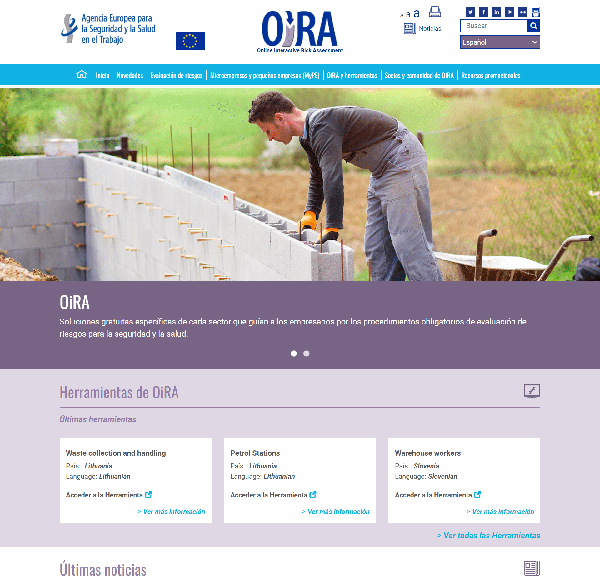 Agencia Europea para
la Seguridad y la Salud
en el Trabajo
OiRA
Online Interactive Risk Assessment
a a a
Noticias
Buscar
Español
Inicio Novedades Evaluación de riesgos Microempresas y pequeñas empresas (MyPE) OiRA y herramientas Socios y comunidad de OiRA Recursos promocionales
OiRA
Soluciones gratuitas específicas de cada sector que guían a los empresarios por los procedimientos obligatorios de evaluación de
riesgos para la seguridad y la salud.
Herramientas de OiRA
Últimas herramientas
Waste collection and handling
País: Lithuania
Language: Lithuanian
Acceder a la Herramienta
> Ver más información
Petrol Stations
País: Lithuania
Language: Lithuanian
Acceder a la Herramienta
> Ver más información
Warehouse workers
País: Slovenia
Language: Slovenian
Acceder a la Herramienta
> Ver más información
> Ver todas las Herramientas
Últimas noticias